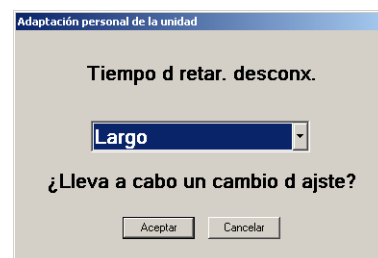 Adaptación personal de la unidad
Tiempo d retar. desconx.
Largo
¿Lleva a cabo un cambio d ajste?
Aceptar Cancelar